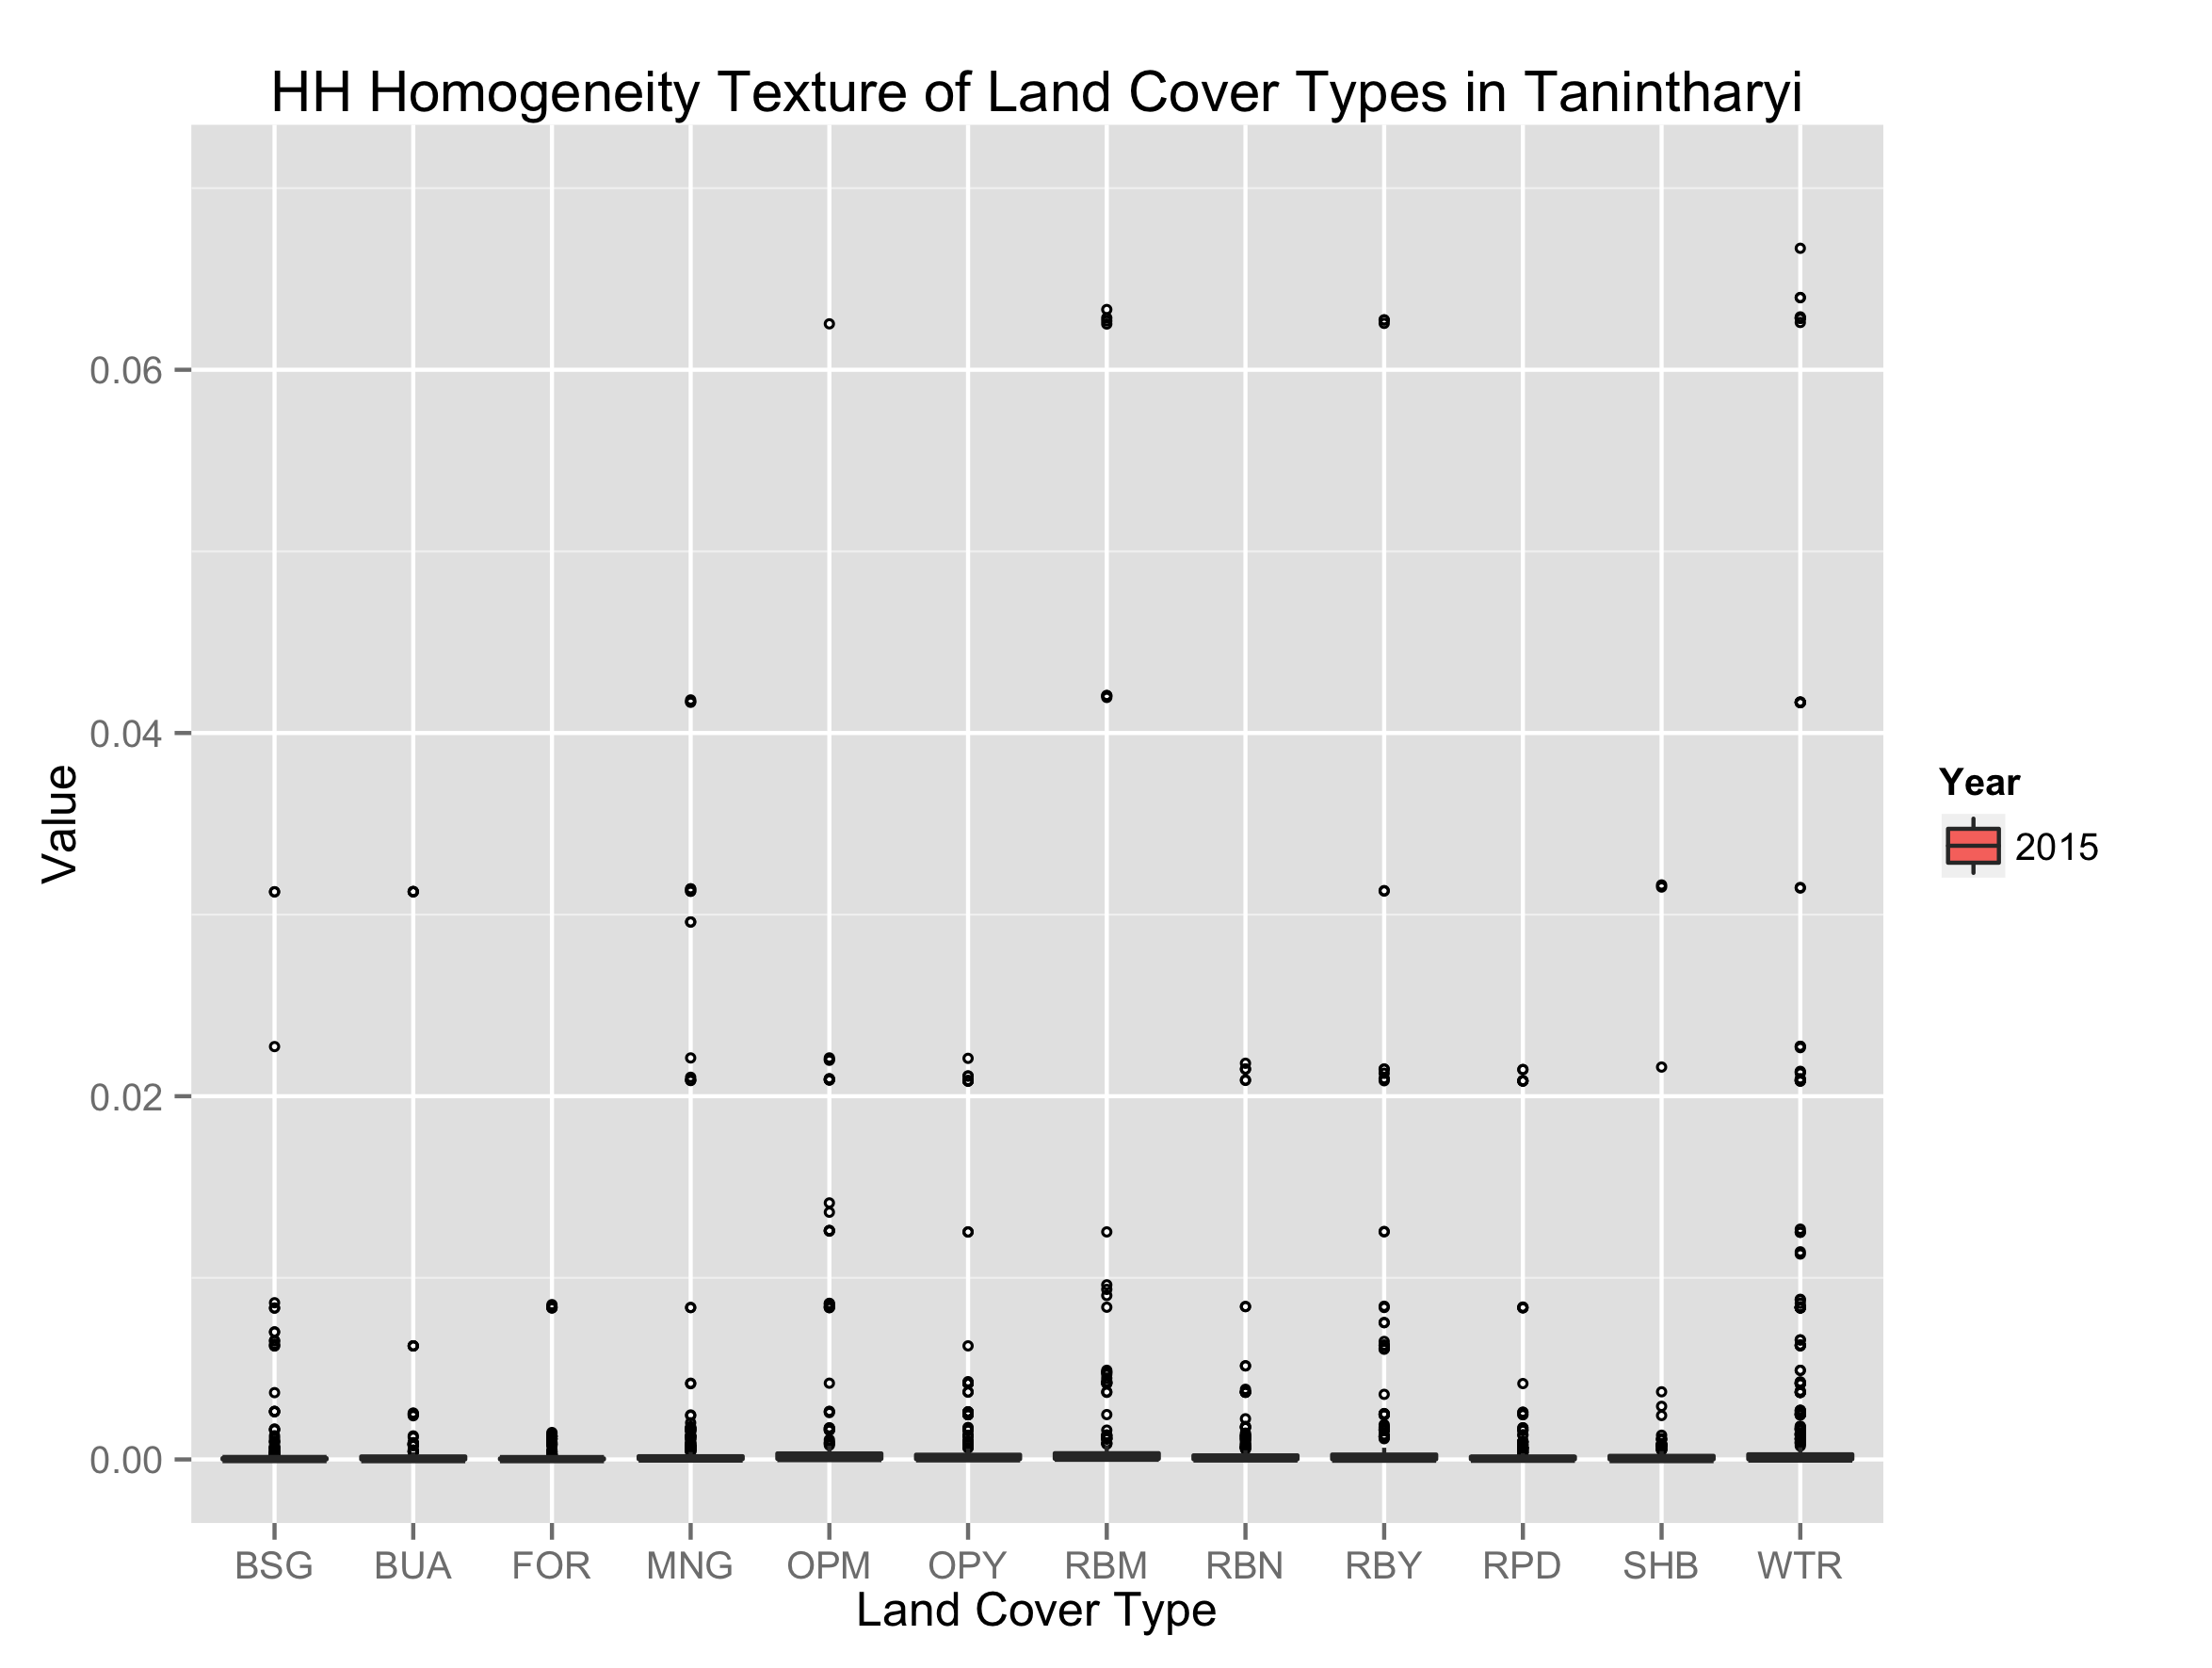 HH Homogeneity Texture of Land Cover Types in Tanintharyi
0.06
0.04
0.02
0.00
Value
BSG BUA FOR MNG OPM OPY RBM RBN RBY RPD SHB WTR
Land Cover Type
Year
2015